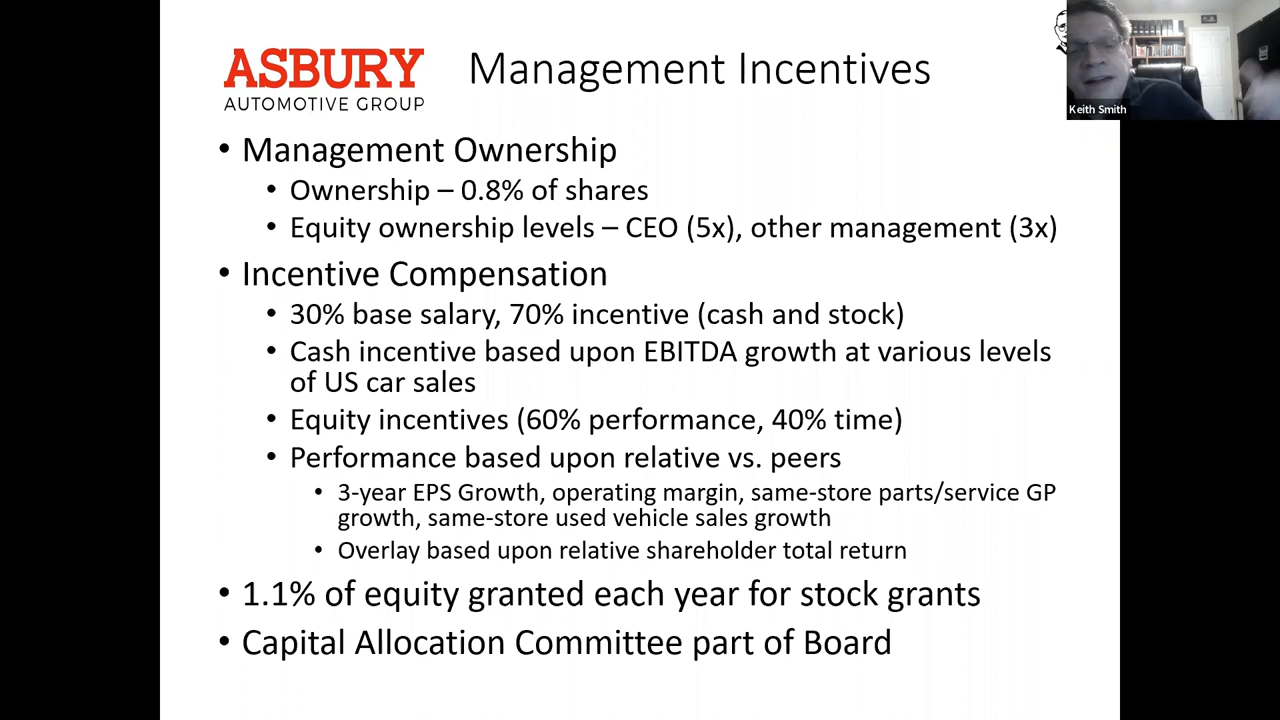 ASBURY
AUTOMOTIVE GROUP
Management Incentives
Keith Smith
• Management Ownership
• Ownership – 0.8% of shares
• Equity ownership levels – CEO (5x), other management (3x)
• Incentive Compensation
• 30% base salary, 70% incentive (cash and stock)
• Cash incentive based upon EBITDA growth at various levels
of US car sales
• Equity incentives (60% performance, 40% time)
• Performance based upon relative vs. peers
• 3-year EPS Growth, operating margin, same-store parts/service GP
growth, same-store used vehicle sales growth
• Overlay based upon relative shareholder total return
• 1.1% of equity granted each year for stock grants
• Capital Allocation Committee part of Board